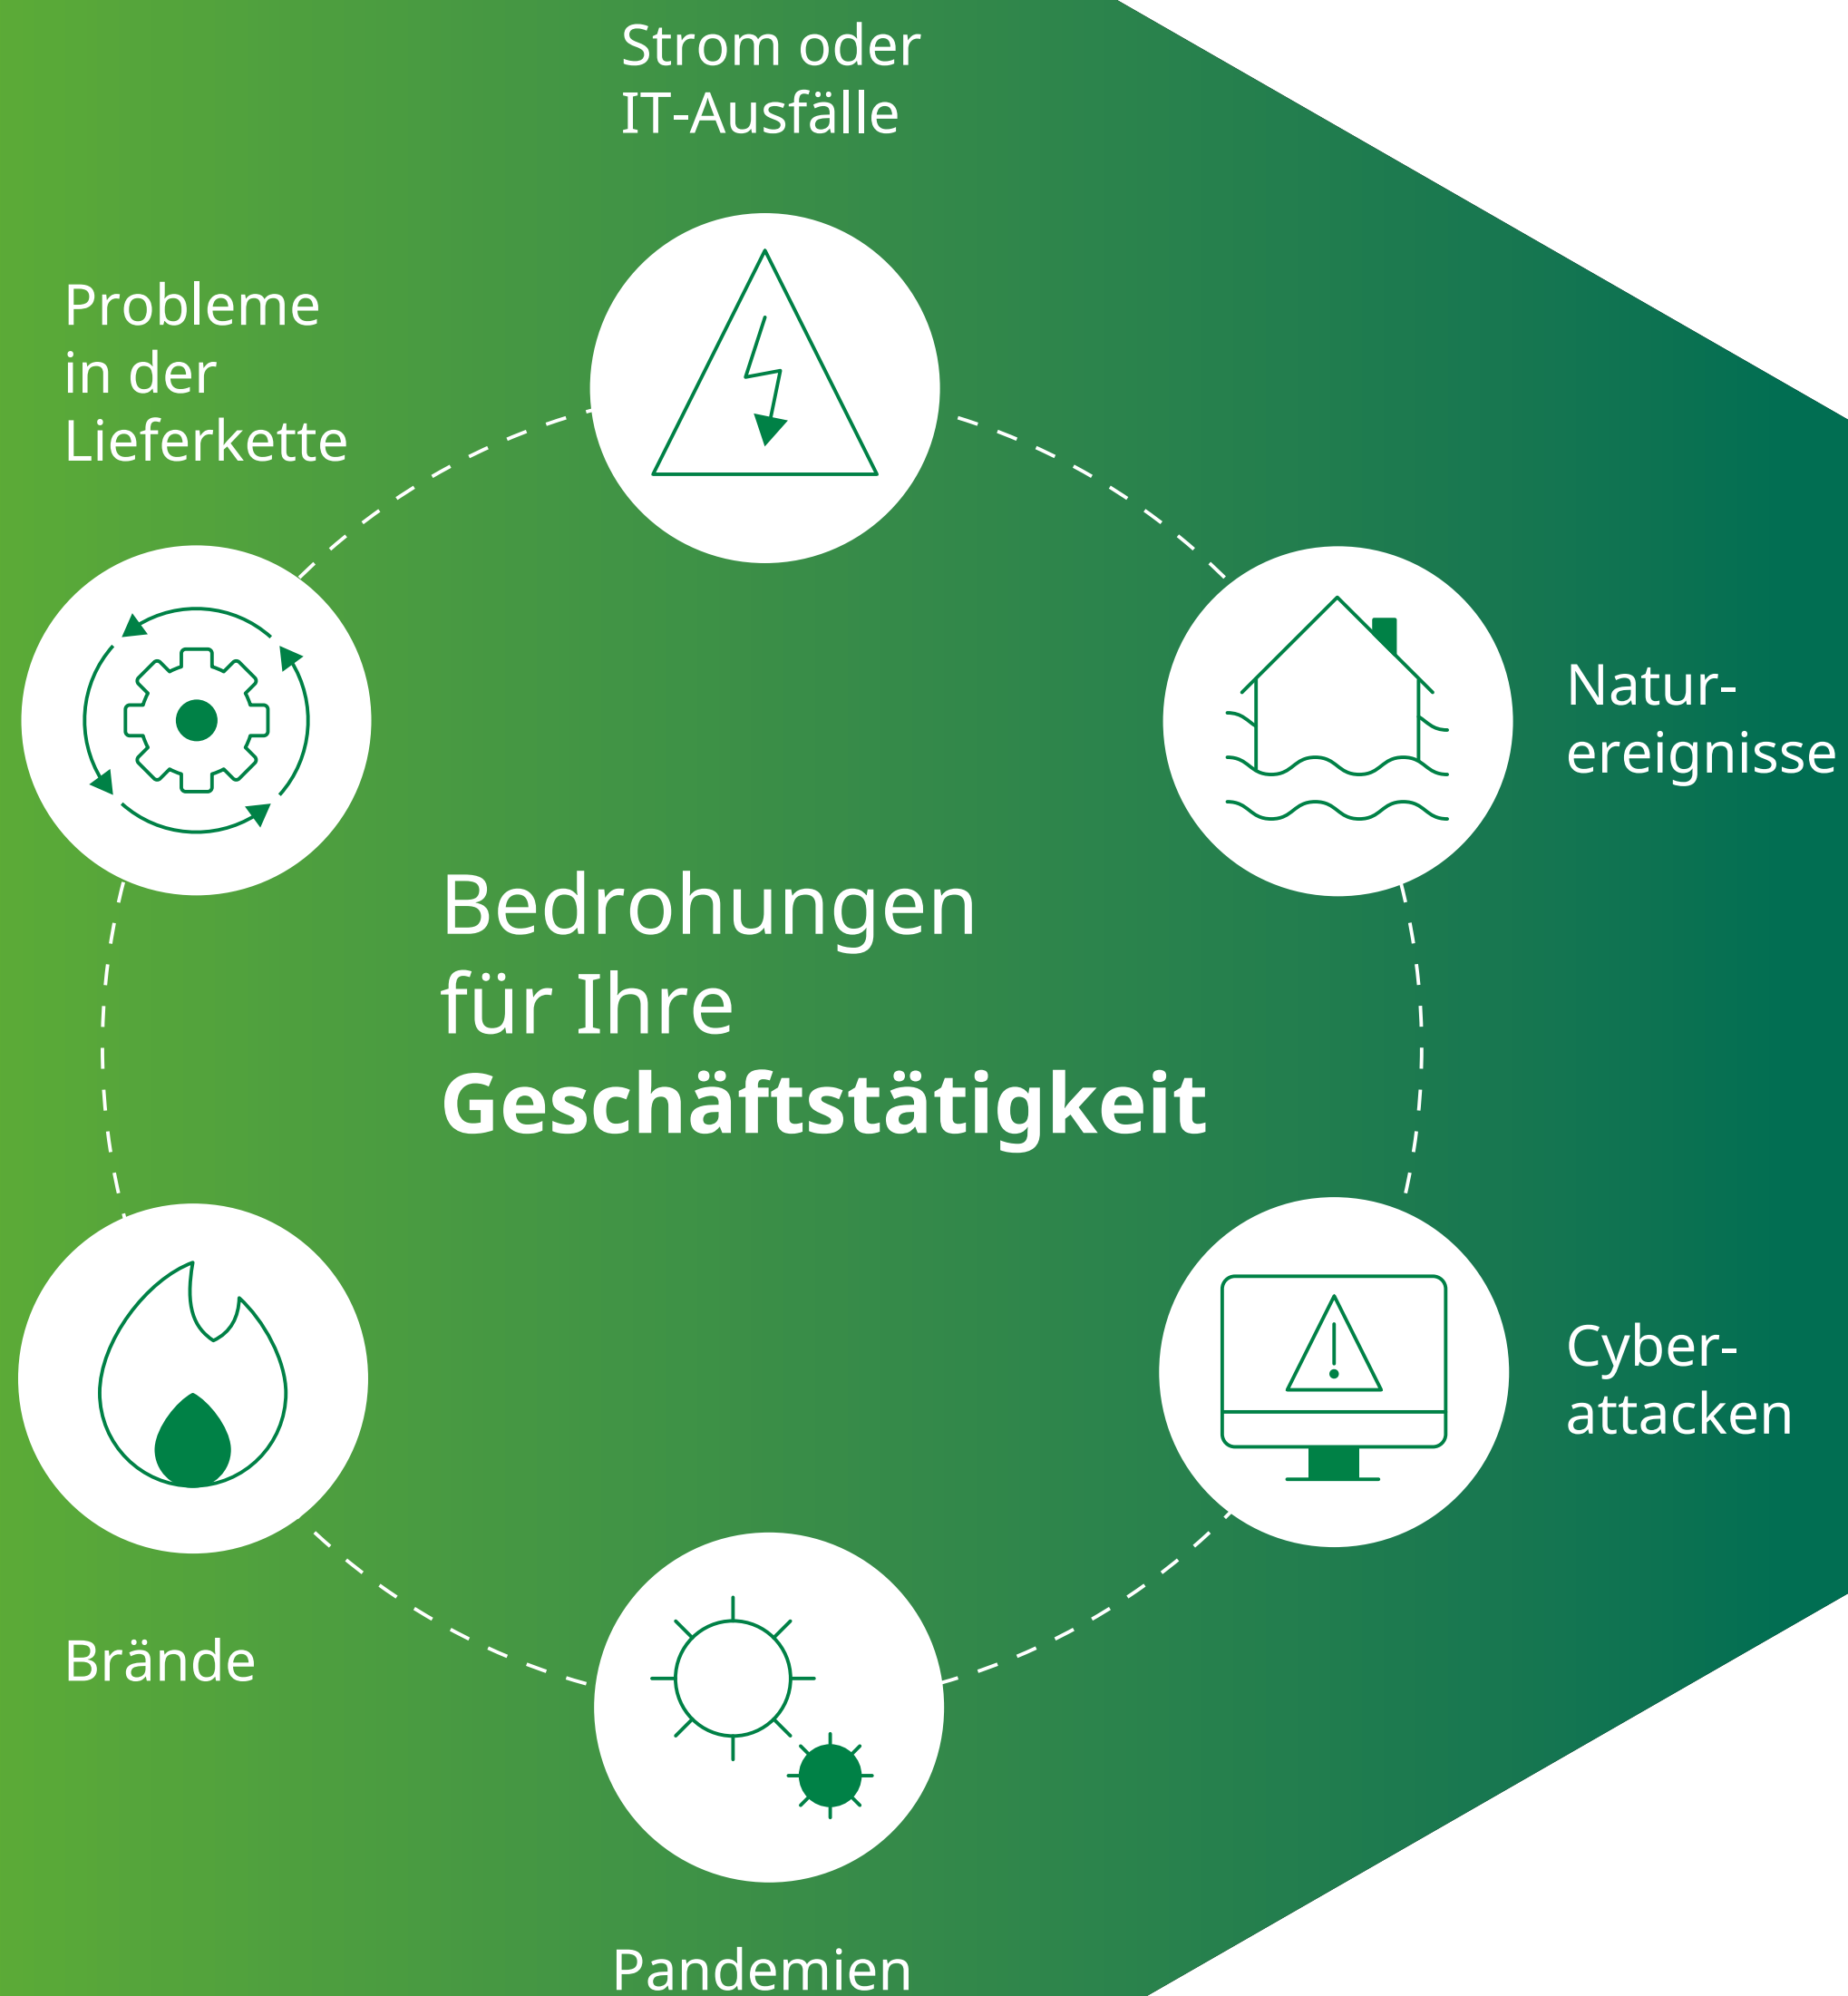 Strom oder
IT-Ausfälle
Probleme
in der
Lieferkette
Natur-
ereignisse
Bedrohungen
für Ihre
Geschäftstätigkeit
Cyber-
attacken
Brände
Pandemien